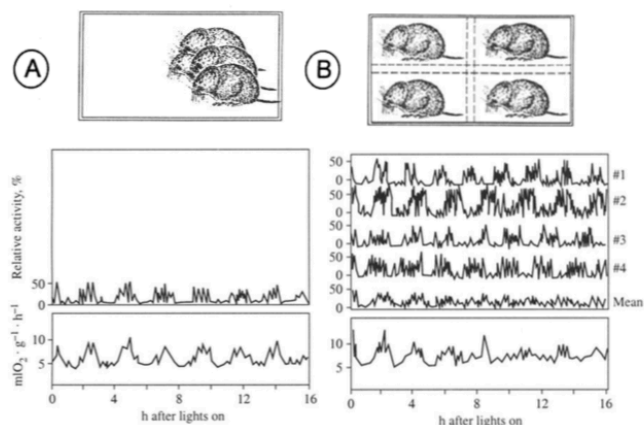 A
B
Relative activity, %
50
0
mlO₂ · g⁻¹ · h⁻¹
10
5
0 4 8 12 16
h after lights on
50
0
#1
50
0
#2
50
0
#3
50
0
#4
50
0
Mean
10
5
0 4 8 12 16
h after lights on